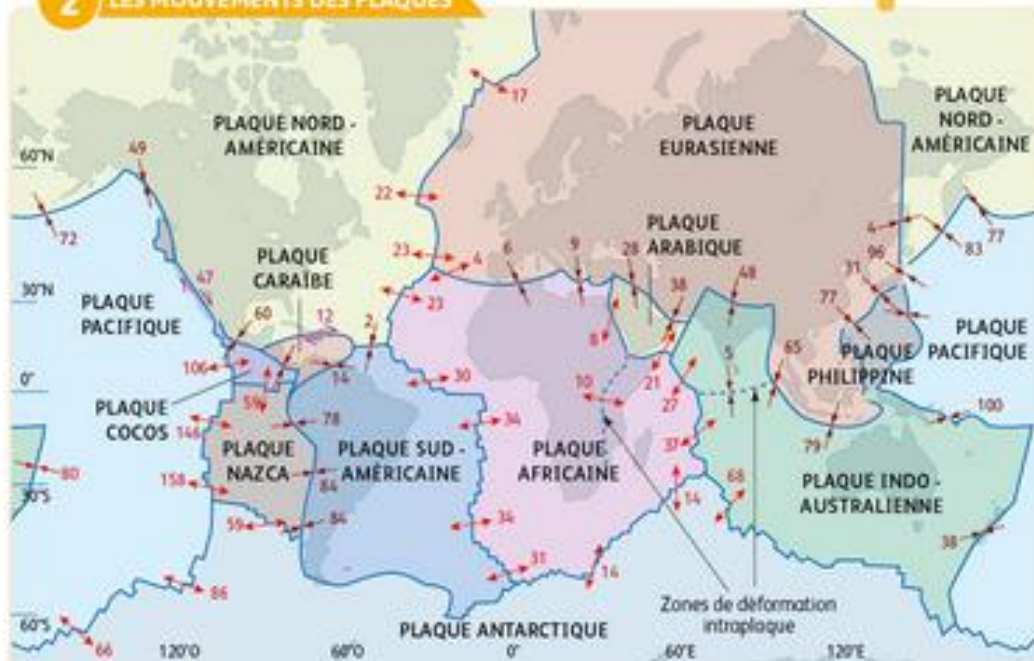 2 LES MOUVEMENTS DES PLAQUES
PLAQUE NORD -
AMÉRICAINE
PLAQUE
EURASIENNE
PLAQUE
NORD -
AMÉRICAINE
17
60°N
49
22
72
23
4
6
9
28
PLAQUE
ARABIQUE
4
83
77
96
PLAQUE
CARAÏBE
47
30°N
PLAQUE
PACIFIQUE
60
12
2
23
38
48
31
77
8
PLAQUE
PACIFIQUE
106
14
30
10
21
5
65
PLAQUE
PHILIPPINE
0°
59
27
100
PLAQUE
COCOS
146
78
34
37
79
PLAQUE
NAZCA
PLAQUE SUD -
AMÉRICAINE
PLAQUE
AFRICAINE
PLAQUE INDO -
AUSTRALIENNE
80
158
84
68
14
30°S
59
84
34
38
31
14
86
Zones de déformation
intraplaque
60°S
66
PLAQUE ANTARCTIQUE
120°O
60°O
0°
60°E
120°E